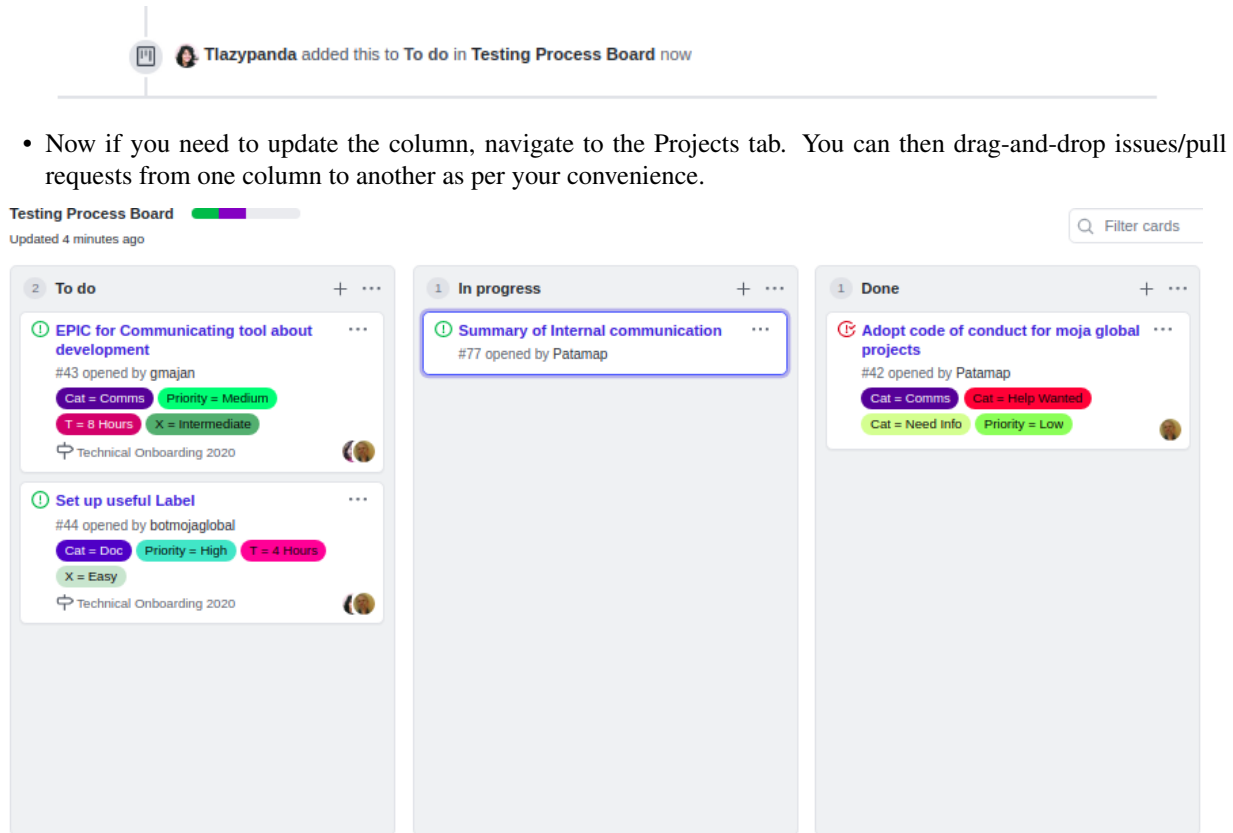 Tlazypanda added this to To do in Testing Process Board now
• Now if you need to update the column, navigate to the Projects tab. You can then drag-and-drop issues/pull
requests from one column to another as per your convenience.
Testing Process Board
Updated 4 minutes ago
Filter cards
2 To do
EPIC for Communicating tool about
development
#43 opened by gmajan
Cat = Comms Priority = Medium
T = 8 Hours X = Intermediate
Technical Onboarding 2020
Set up useful Label
#44 opened by botmojaglobal
Cat = Doc Priority = High T = 4 Hours
X = Easy
Technical Onboarding 2020
1 In progress
Summary of Internal communication
#77 opened by Patamap
1 Done
Adopt code of conduct for moja global
projects
#42 opened by Patamap
Cat = Comms Cat = Help Wanted
Cat = Need Info Priority = Low